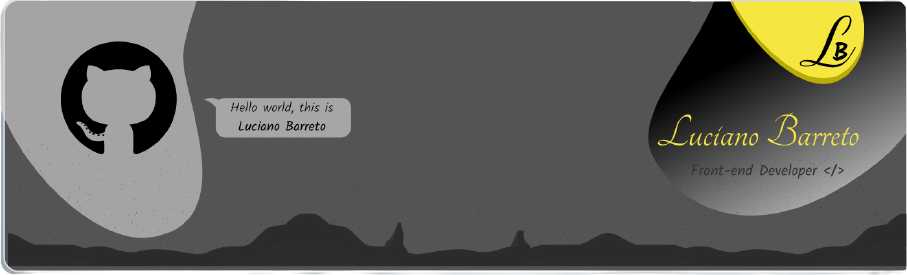 Hello world, this is
Luciano Barreto
LB
Luciano Barreto
Front-end Developer </>